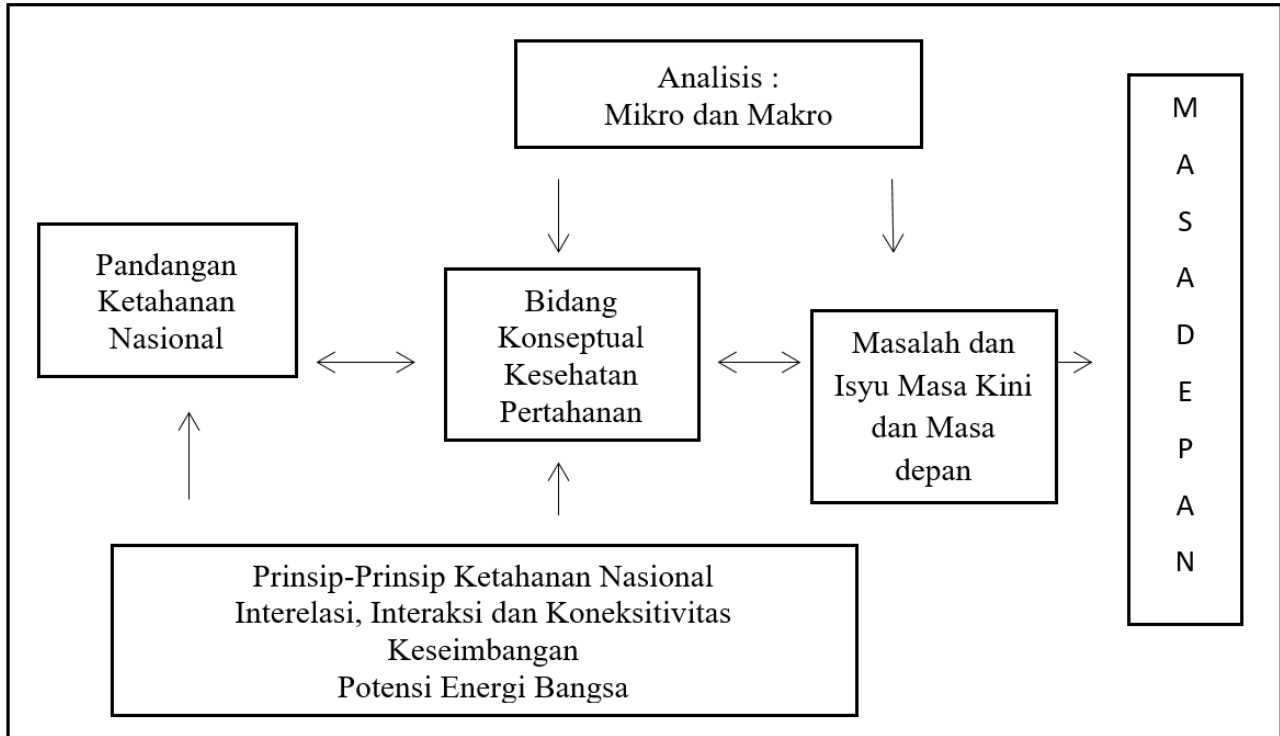 Analisis :
Mikro dan Makro
Pandangan
Ketahanan
Nasional
Bidang
Konseptual
Kesehatan
Pertahanan
Masalah dan
Isyu Masa Kini
dan Masa
depan
M
A
S
A
D
E
P
A
N
Prinsip-Prinsip Ketahanan Nasional
Interelasi, Interaksi dan Koneksitivitas
Keseimbangan
Potensi Energi Bangsa